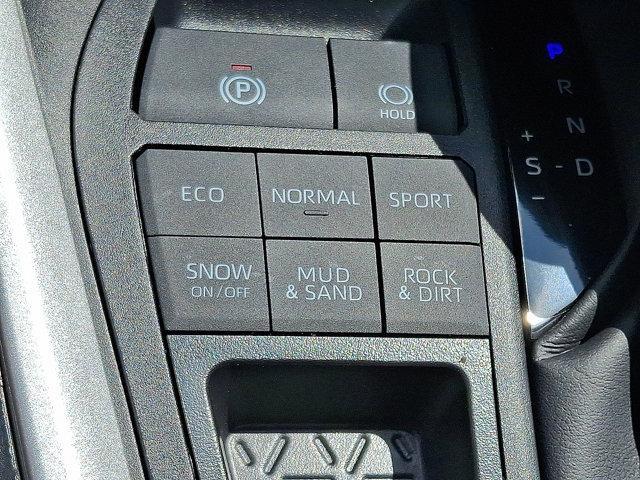 P
HOLD
ECO
NORMAL
SPORT
SNOW
ON/OFF
MUD
& SAND
ROCK
& DIRT
P
R
N
+
S - D
−